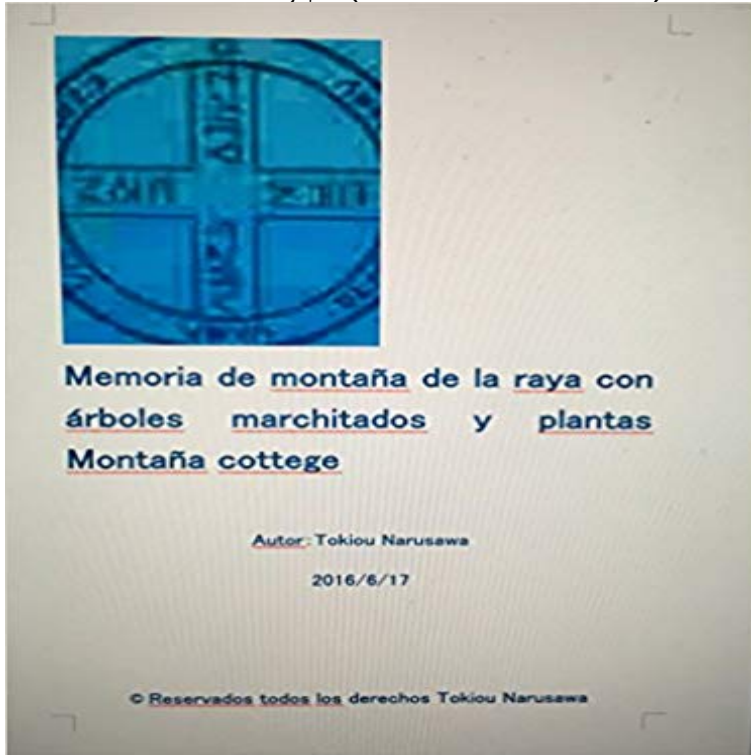 Memoria de montaña de la raya con
árboles marchitados y plantas
Montaña cottege
Autor:Tokiou Narusawa
2016/6/17
© Reservados todos los derechos Tokiou Narusawa